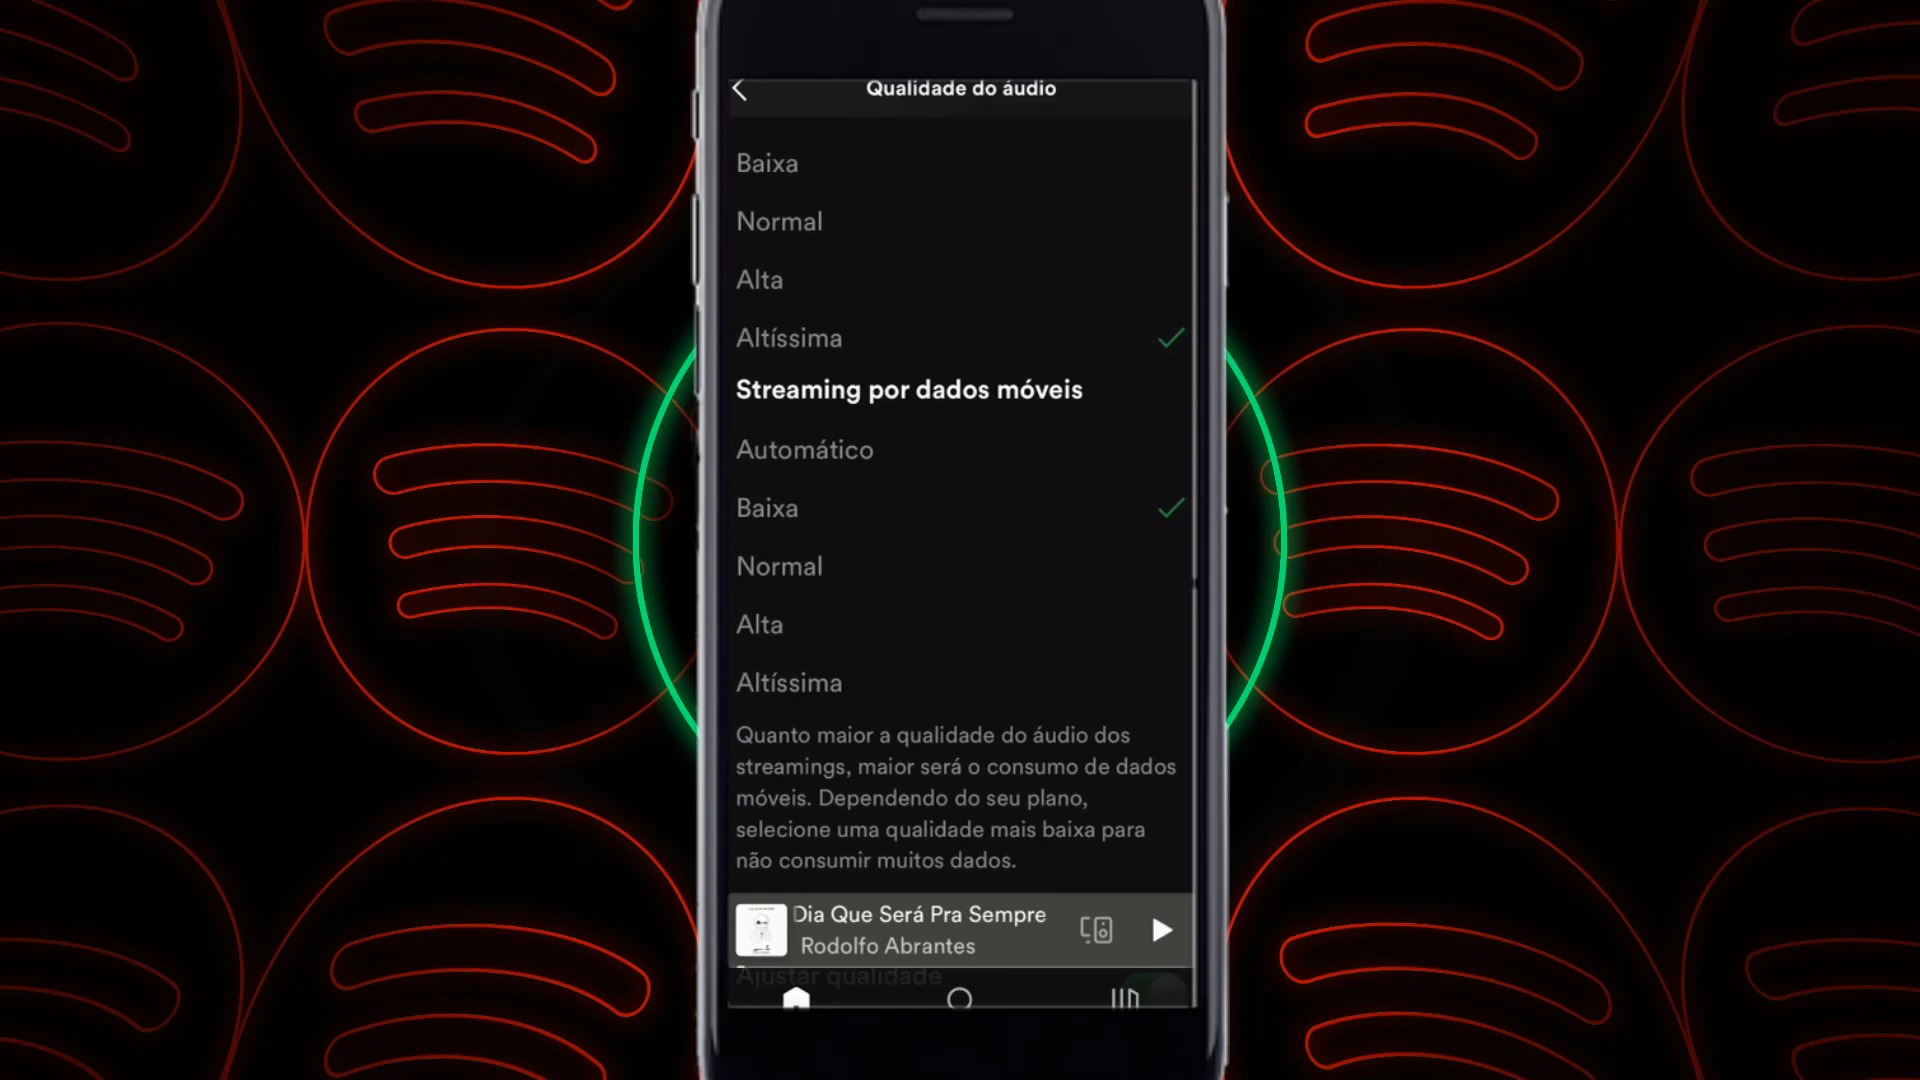 Qualidade do áudio
Baixa
Normal
Alta
Altíssima
Streaming por dados móveis
Automático
Baixa
Normal
Alta
Altíssima
Quanto maior a qualidade do áudio dos
streamings, maior será o consumo de dados
móveis. Dependendo do seu plano,
selecione uma qualidade mais baixa para
não consumir muitos dados.
Dia Que Será Pra Sempre
Rodolfo Abrantes
Ajustar qualidade